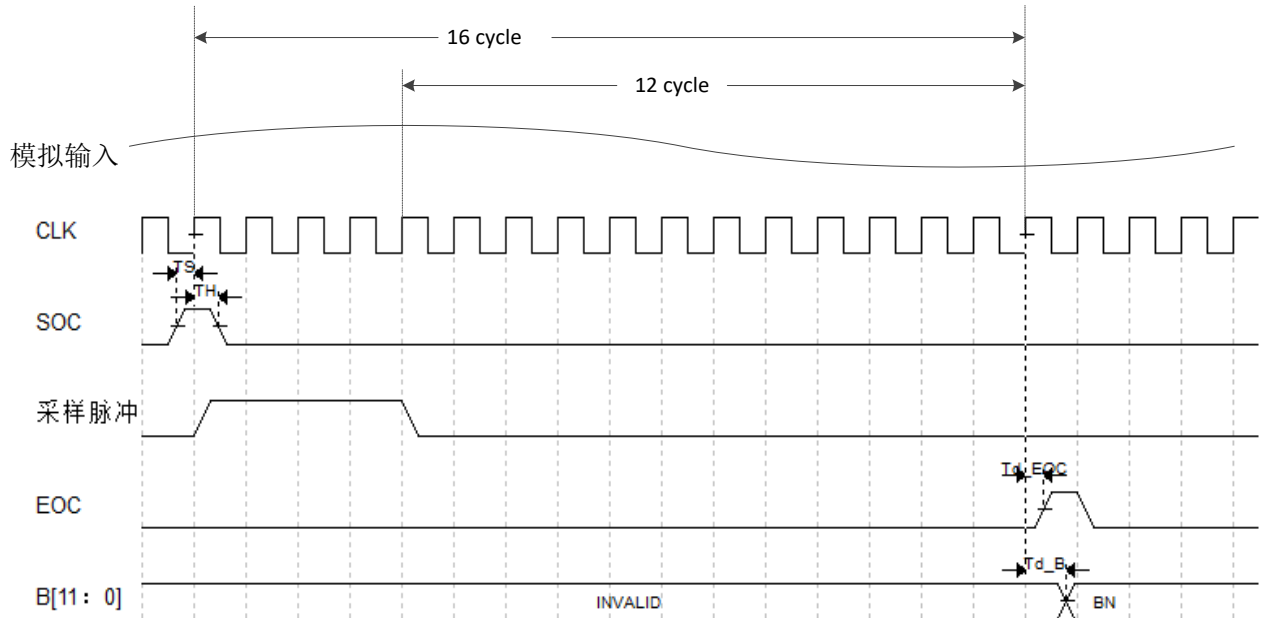 16 cycle
12 cycle
模拟输入
CLK
TS
TH
SOC
采样脉冲
Td_EOC
EOC
Td_B
B[11：0]
INVALID
BN